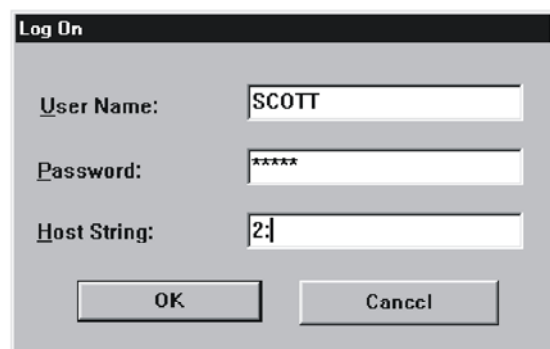 Log On
User Name: SCOTT
Password: *****
Host String: 2:
OK Cancel